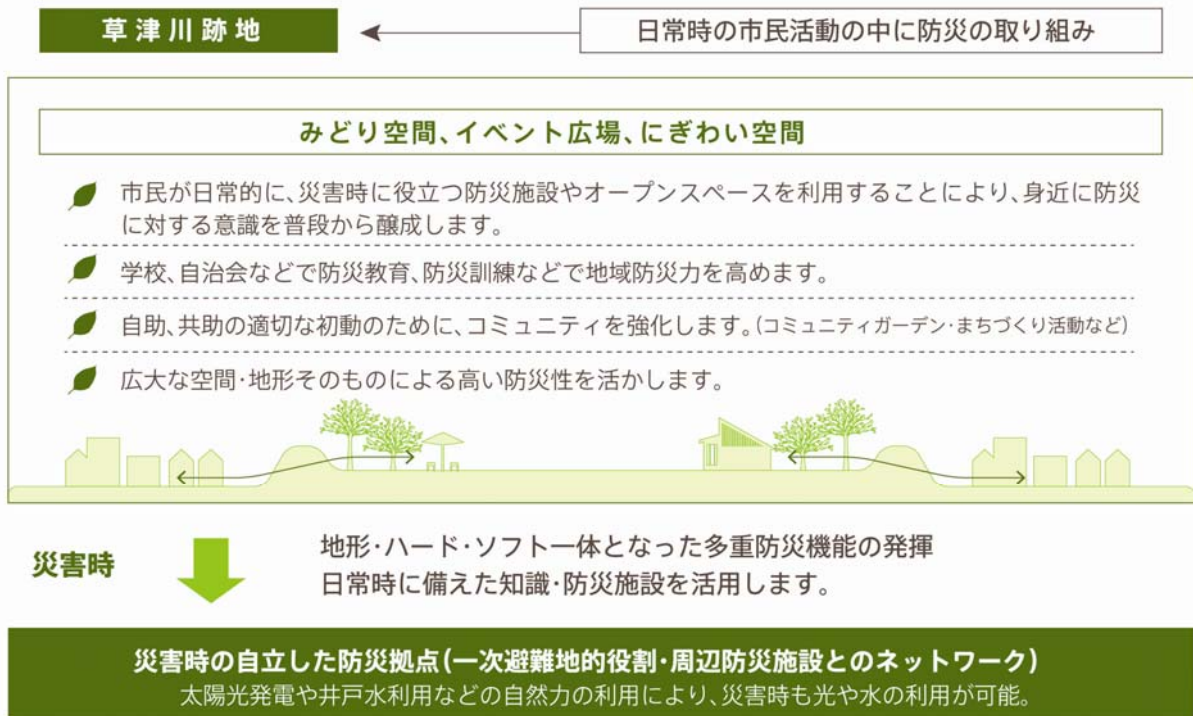 草津川跡地
日常時の市民活動の中に防災の取り組み
みどり空間、イベント広場、にぎわい空間
市民が日常的に、災害時に役立つ防災施設やオープンスペースを利用することにより、身近に防災
に対する意識を普段から醸成します。
学校、自治会などで防災教育、防災訓練などで地域防災力を高めます。
自助、共助の適切な初動のために、コミュニティを強化します。(コミュニティガーデン・まちづくり活動など)
広大な空間・地形そのものによる高い防災性を活かします。
災害時
地形・ハード・ソフト一体となった多重防災機能の発揮
日常時に備えた知識・防災施設を活用します。
災害時の自立した防災拠点(一次避難地的役割・周辺防災施設とのネットワーク)
太陽光発電や井戸水利用などの自然力の利用により、災害時も光や水の利用が可能。